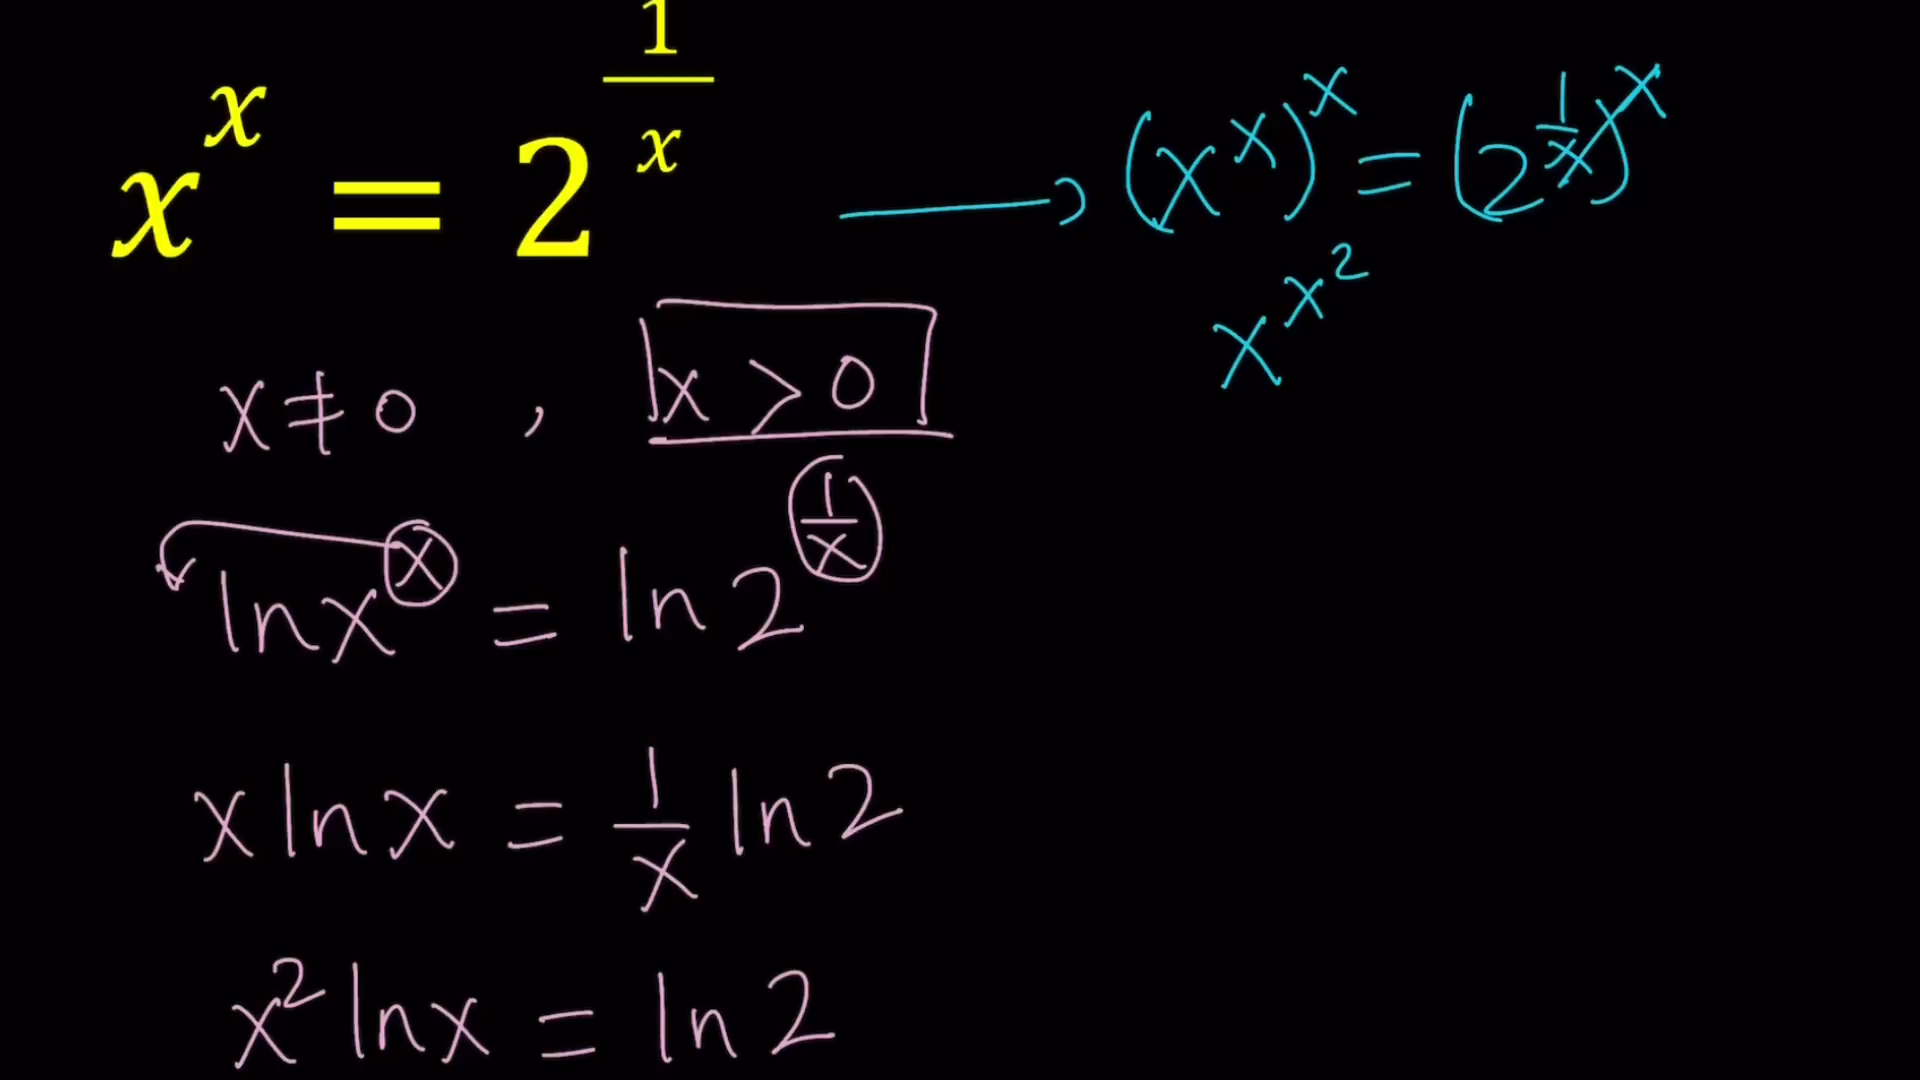 x^x = 2^(1/x)
(x^x)^x = (2^(1/x))^x
x^x^2
x ≠ 0 , x > 0
ln x^x = ln 2^(1/x)
x ln x = 1/x ln 2
x^2 ln x = ln 2